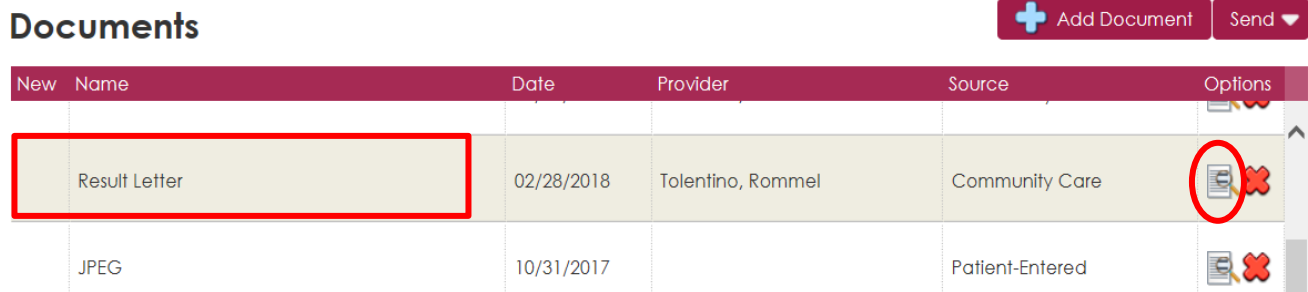 Documents
Add Document Send
New Name Date Provider Source Options
Result Letter 02/28/2018 Tolentino, Rommel Community Care
JPEG 10/31/2017 Patient-Entered